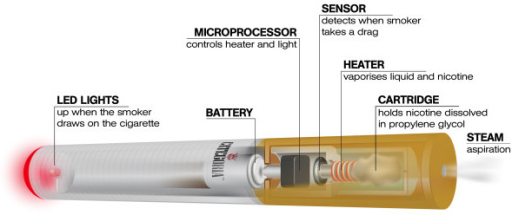 SENSOR
detects when smoker
takes a drag
MICROPROCESSOR
controls heater and light
HEATER
vaporises liquid and nicotine
LED LIGHTS
up when the smoker
draws on the cigarette
BATTERY
CARTRIDGE
holds nicotine dissolved
in propylene glycol
STEAM
aspiration